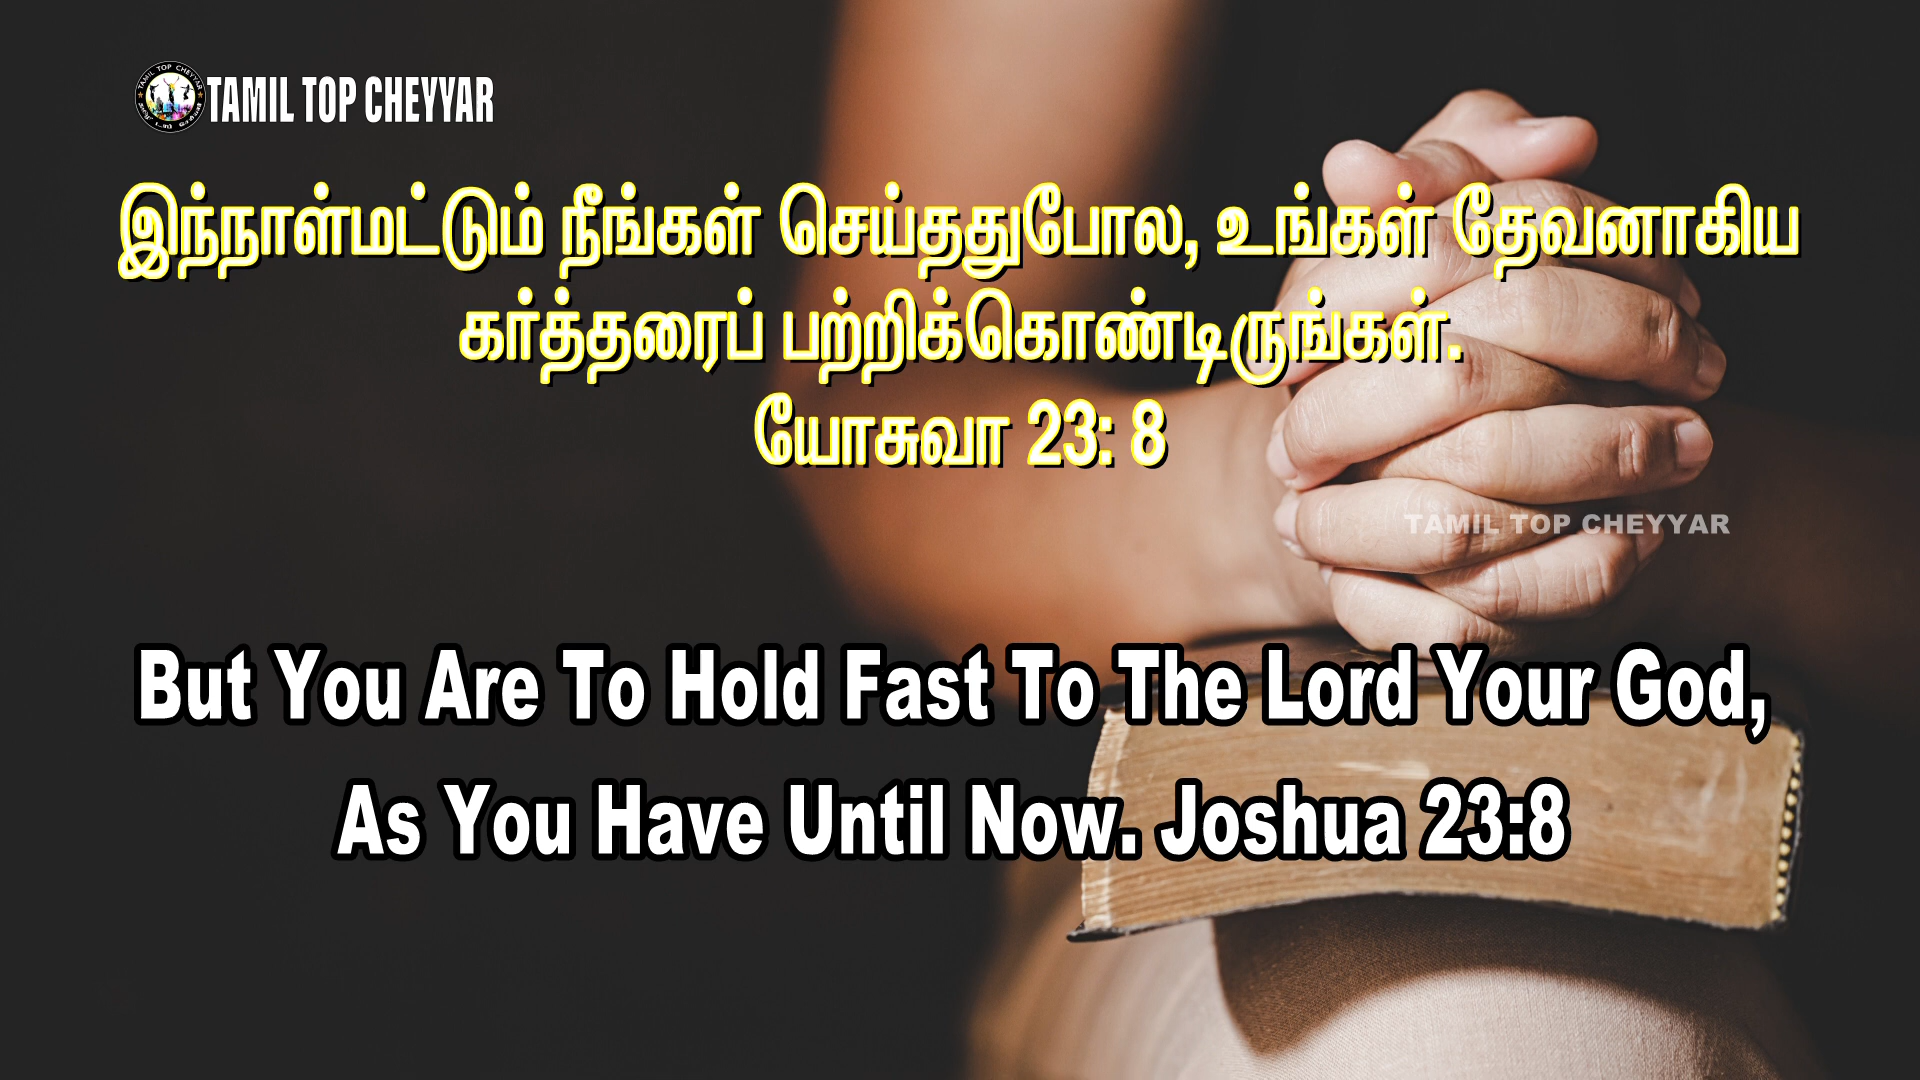 TAMIL TOP CHEYYAR
இந்நாள்மட்டும் நீங்கள் செய்ததுபோல, உங்கள் தேவனாகிய
கர்த்தரைப் பற்றிக்கொண்டிருங்கள்.
யோசுவா 23: 8
TAMIL TOP CHEYYAR
But You Are To Hold Fast To The Lord Your God,
As You Have Until Now. Joshua 23:8